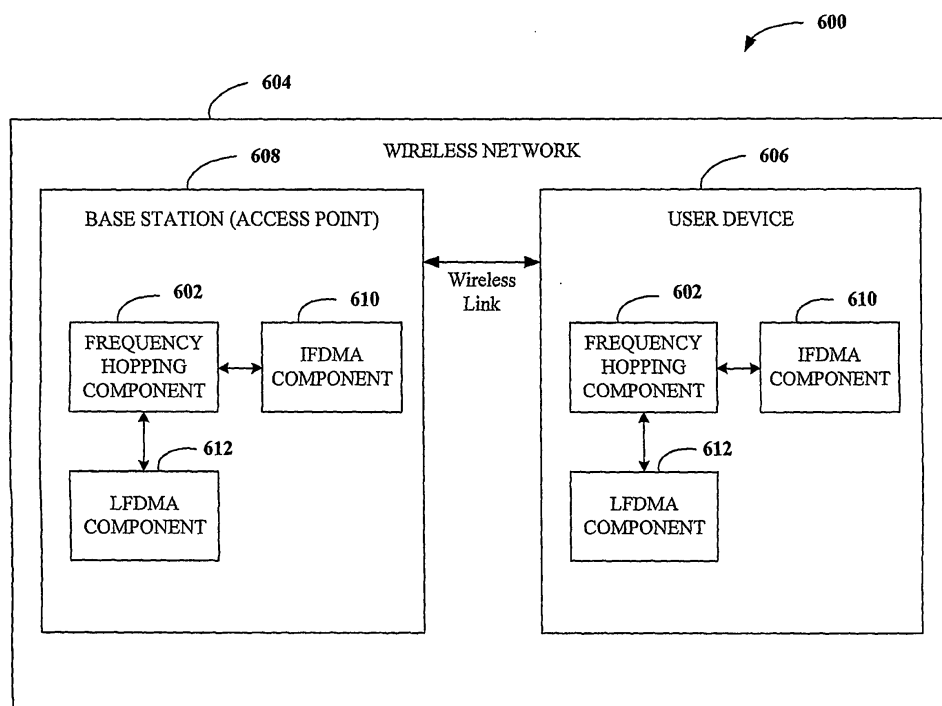 600
604
WIRELESS NETWORK
608
606
BASE STATION (ACCESS POINT)
USER DEVICE
Wireless
Link
602
610
602
610
FREQUENCY
HOPPING
COMPONENT
IFDMA
COMPONENT
FREQUENCY
HOPPING
COMPONENT
IFDMA
COMPONENT
612
612
LFDMA
COMPONENT
LFDMA
COMPONENT